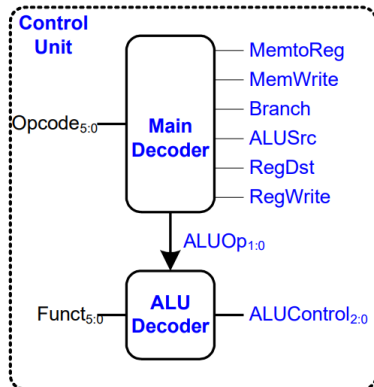 Control
Unit
MemtoReg
MemWrite
Branch
ALUSrc
RegDst
RegWrite
Opcode5:0
Main
Decoder
ALUOp1:0
Funct5:0
ALU
Decoder
ALUControl2:0